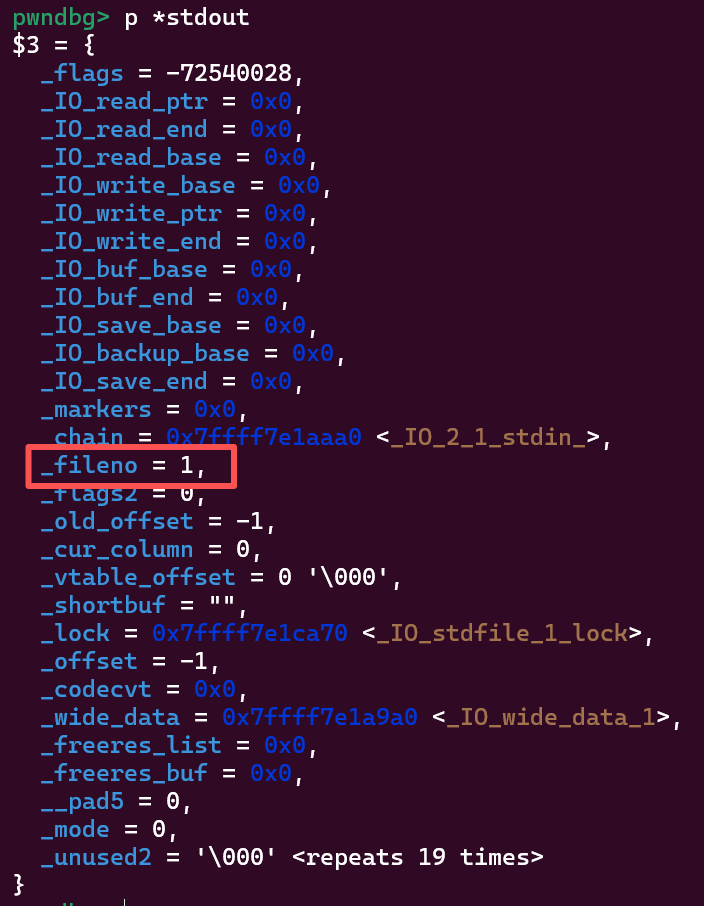 pwndbg> p *stdout
$3 = {
  _flags = -72540028,
  _IO_read_ptr = 0x0,
  _IO_read_end = 0x0,
  _IO_read_base = 0x0,
  _IO_write_base = 0x0,
  _IO_write_ptr = 0x0,
  _IO_write_end = 0x0,
  _IO_buf_base = 0x0,
  _IO_buf_end = 0x0,
  _IO_save_base = 0x0,
  _IO_backup_base = 0x0,
  _IO_save_end = 0x0,
  _markers = 0x0,
  _chain = 0x7ffff7e1aaa0 <_IO_2_1_stdin_>,
  _fileno = 1,
  _flags2 = 0,
  _old_offset = -1,
  _cur_column = 0,
  _vtable_offset = 0 '\000',
  _shortbuf = "",
  _lock = 0x7ffff7e1ca70 <_IO_stdfile_1_lock>,
  _offset = -1,
  _codecvt = 0x0,
  _wide_data = 0x7ffff7e1a9a0 <_IO_wide_data_1>,
  _freeres_list = 0x0,
  _freeres_buf = 0x0,
  __pad5 = 0,
  _mode = 0,
  _unused2 = '\000' <repeats 19 times>
}